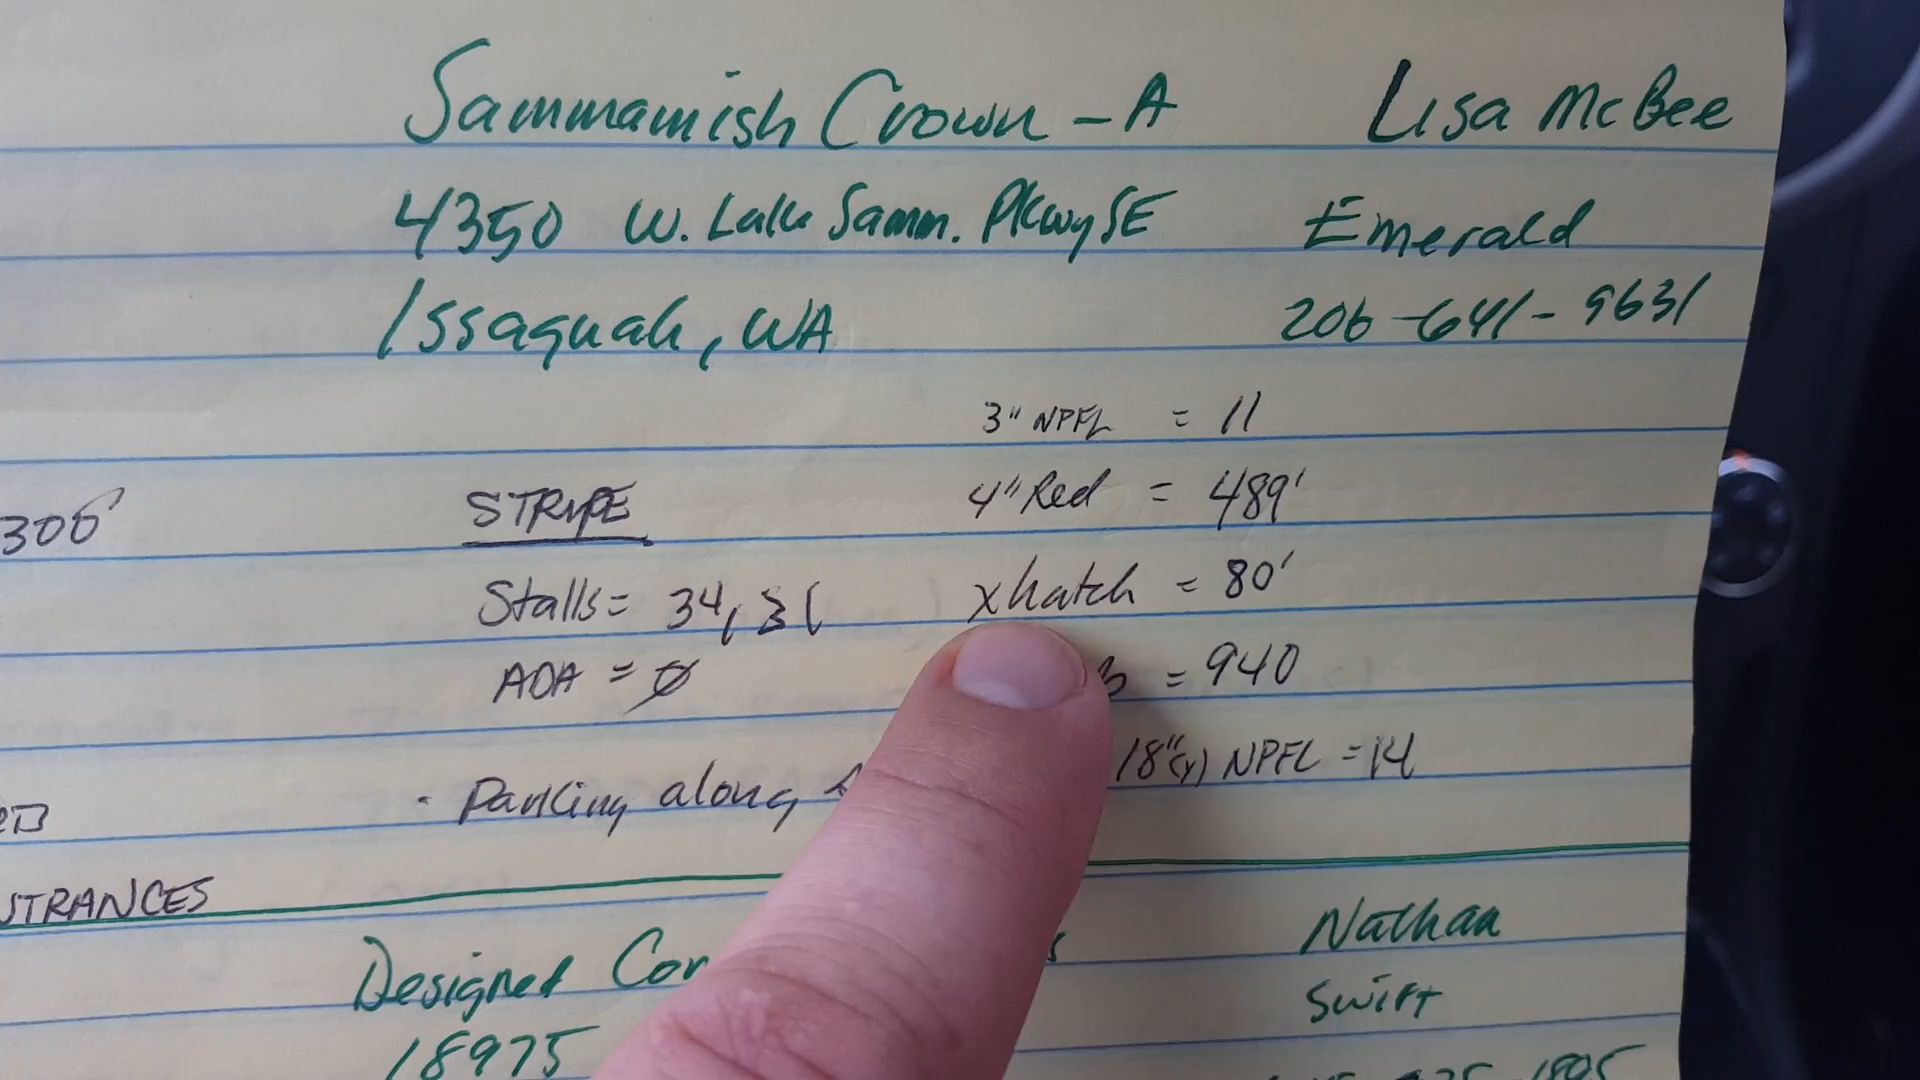 Sammamish Crown - A
Lisa McBee
4350 W. Lake Samm. Pkwy SE
Emerald
Issaquah, WA
206-641-9631
3" NPFL = 11
306'
STRIPE
4" Red = 489'
Stalls = 34, 31
xhatch = 80'
ADA = Ø
= 940
18"(y) NPFL = 14
· Parking along
STRANCES
Designed
Nathan
Swift
18975